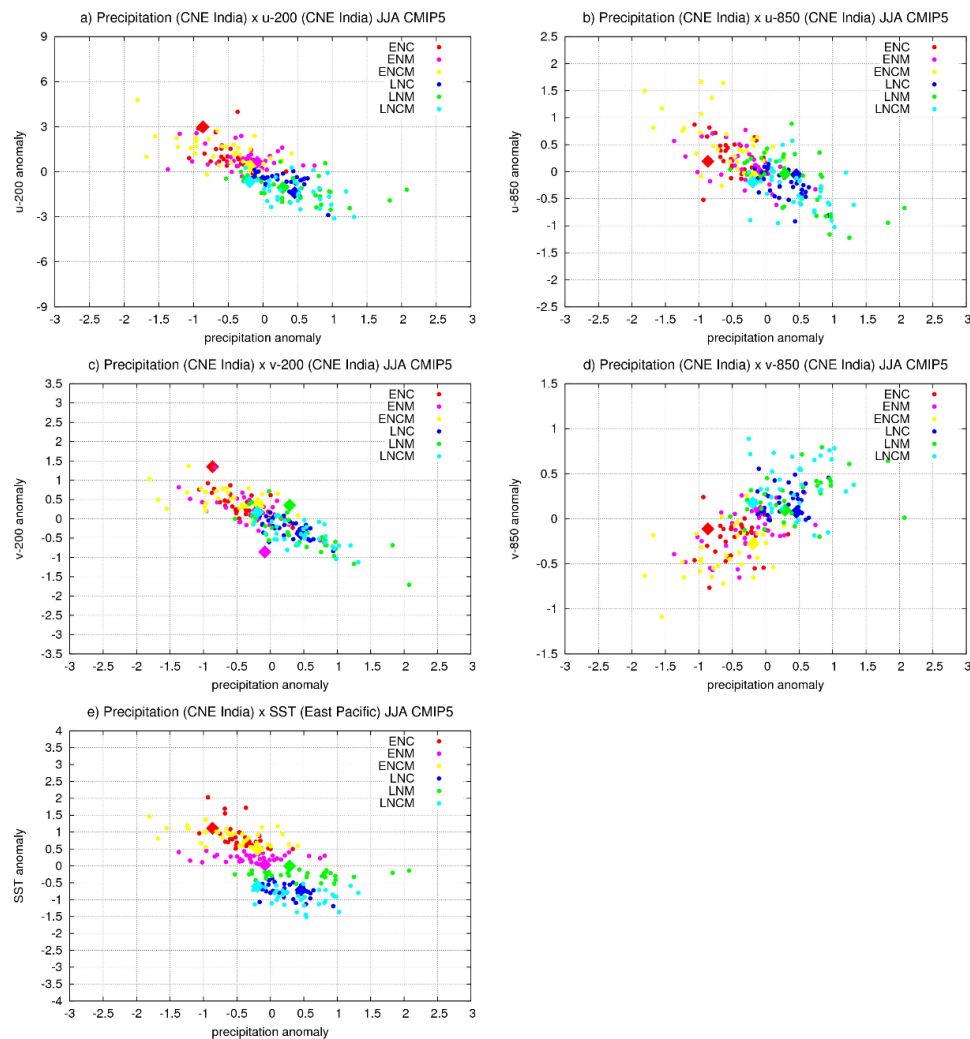 a) Precipitation (CNE India) x u-200 (CNE India) JJA CMIP5
9
6
3
0
-3
-6
-9
u-200 anomaly
ENC
ENM
ENCM
LNC
LNM
LNCM
-3 -2.5 -2 -1.5 -1 -0.5 0 0.5 1 1.5 2 2.5 3
precipitation anomaly
b) Precipitation (CNE India) x u-850 (CNE India) JJA CMIP5
2.5
2
1.5
1
0.5
0
-0.5
-1
-1.5
-2
-2.5
u-850 anomaly
ENC
ENM
ENCM
LNC
LNM
LNCM
-3 -2.5 -2 -1.5 -1 -0.5 0 0.5 1 1.5 2 2.5 3
precipitation anomaly
c) Precipitation (CNE India) x v-200 (CNE India) JJA CMIP5
3.5
3
2.5
2
1.5
1
0.5
0
-0.5
-1
-1.5
-2
-2.5
-3
-3.5
v-200 anomaly
ENC
ENM
ENCM
LNC
LNM
LNCM
-3 -2.5 -2 -1.5 -1 -0.5 0 0.5 1 1.5 2 2.5 3
precipitation anomaly
d) Precipitation (CNE India) x v-850 (CNE India) JJA CMIP5
1.5
1
0.5
0
-0.5
-1
-1.5
v-850 anomaly
ENC
ENM
ENCM
LNC
LNM
LNCM
-3 -2.5 -2 -1.5 -1 -0.5 0 0.5 1 1.5 2 2.5 3
precipitation anomaly
e) Precipitation (CNE India) x SST (East Pacific) JJA CMIP5
4
3.5
3
2.5
2
1.5
1
0.5
0
-0.5
-1
-1.5
-2
-2.5
-3
-3.5
-4
SST anomaly
ENC
ENM
ENCM
LNC
LNM
LNCM
-3 -2.5 -2 -1.5 -1 -0.5 0 0.5 1 1.5 2 2.5 3
precipitation anomaly